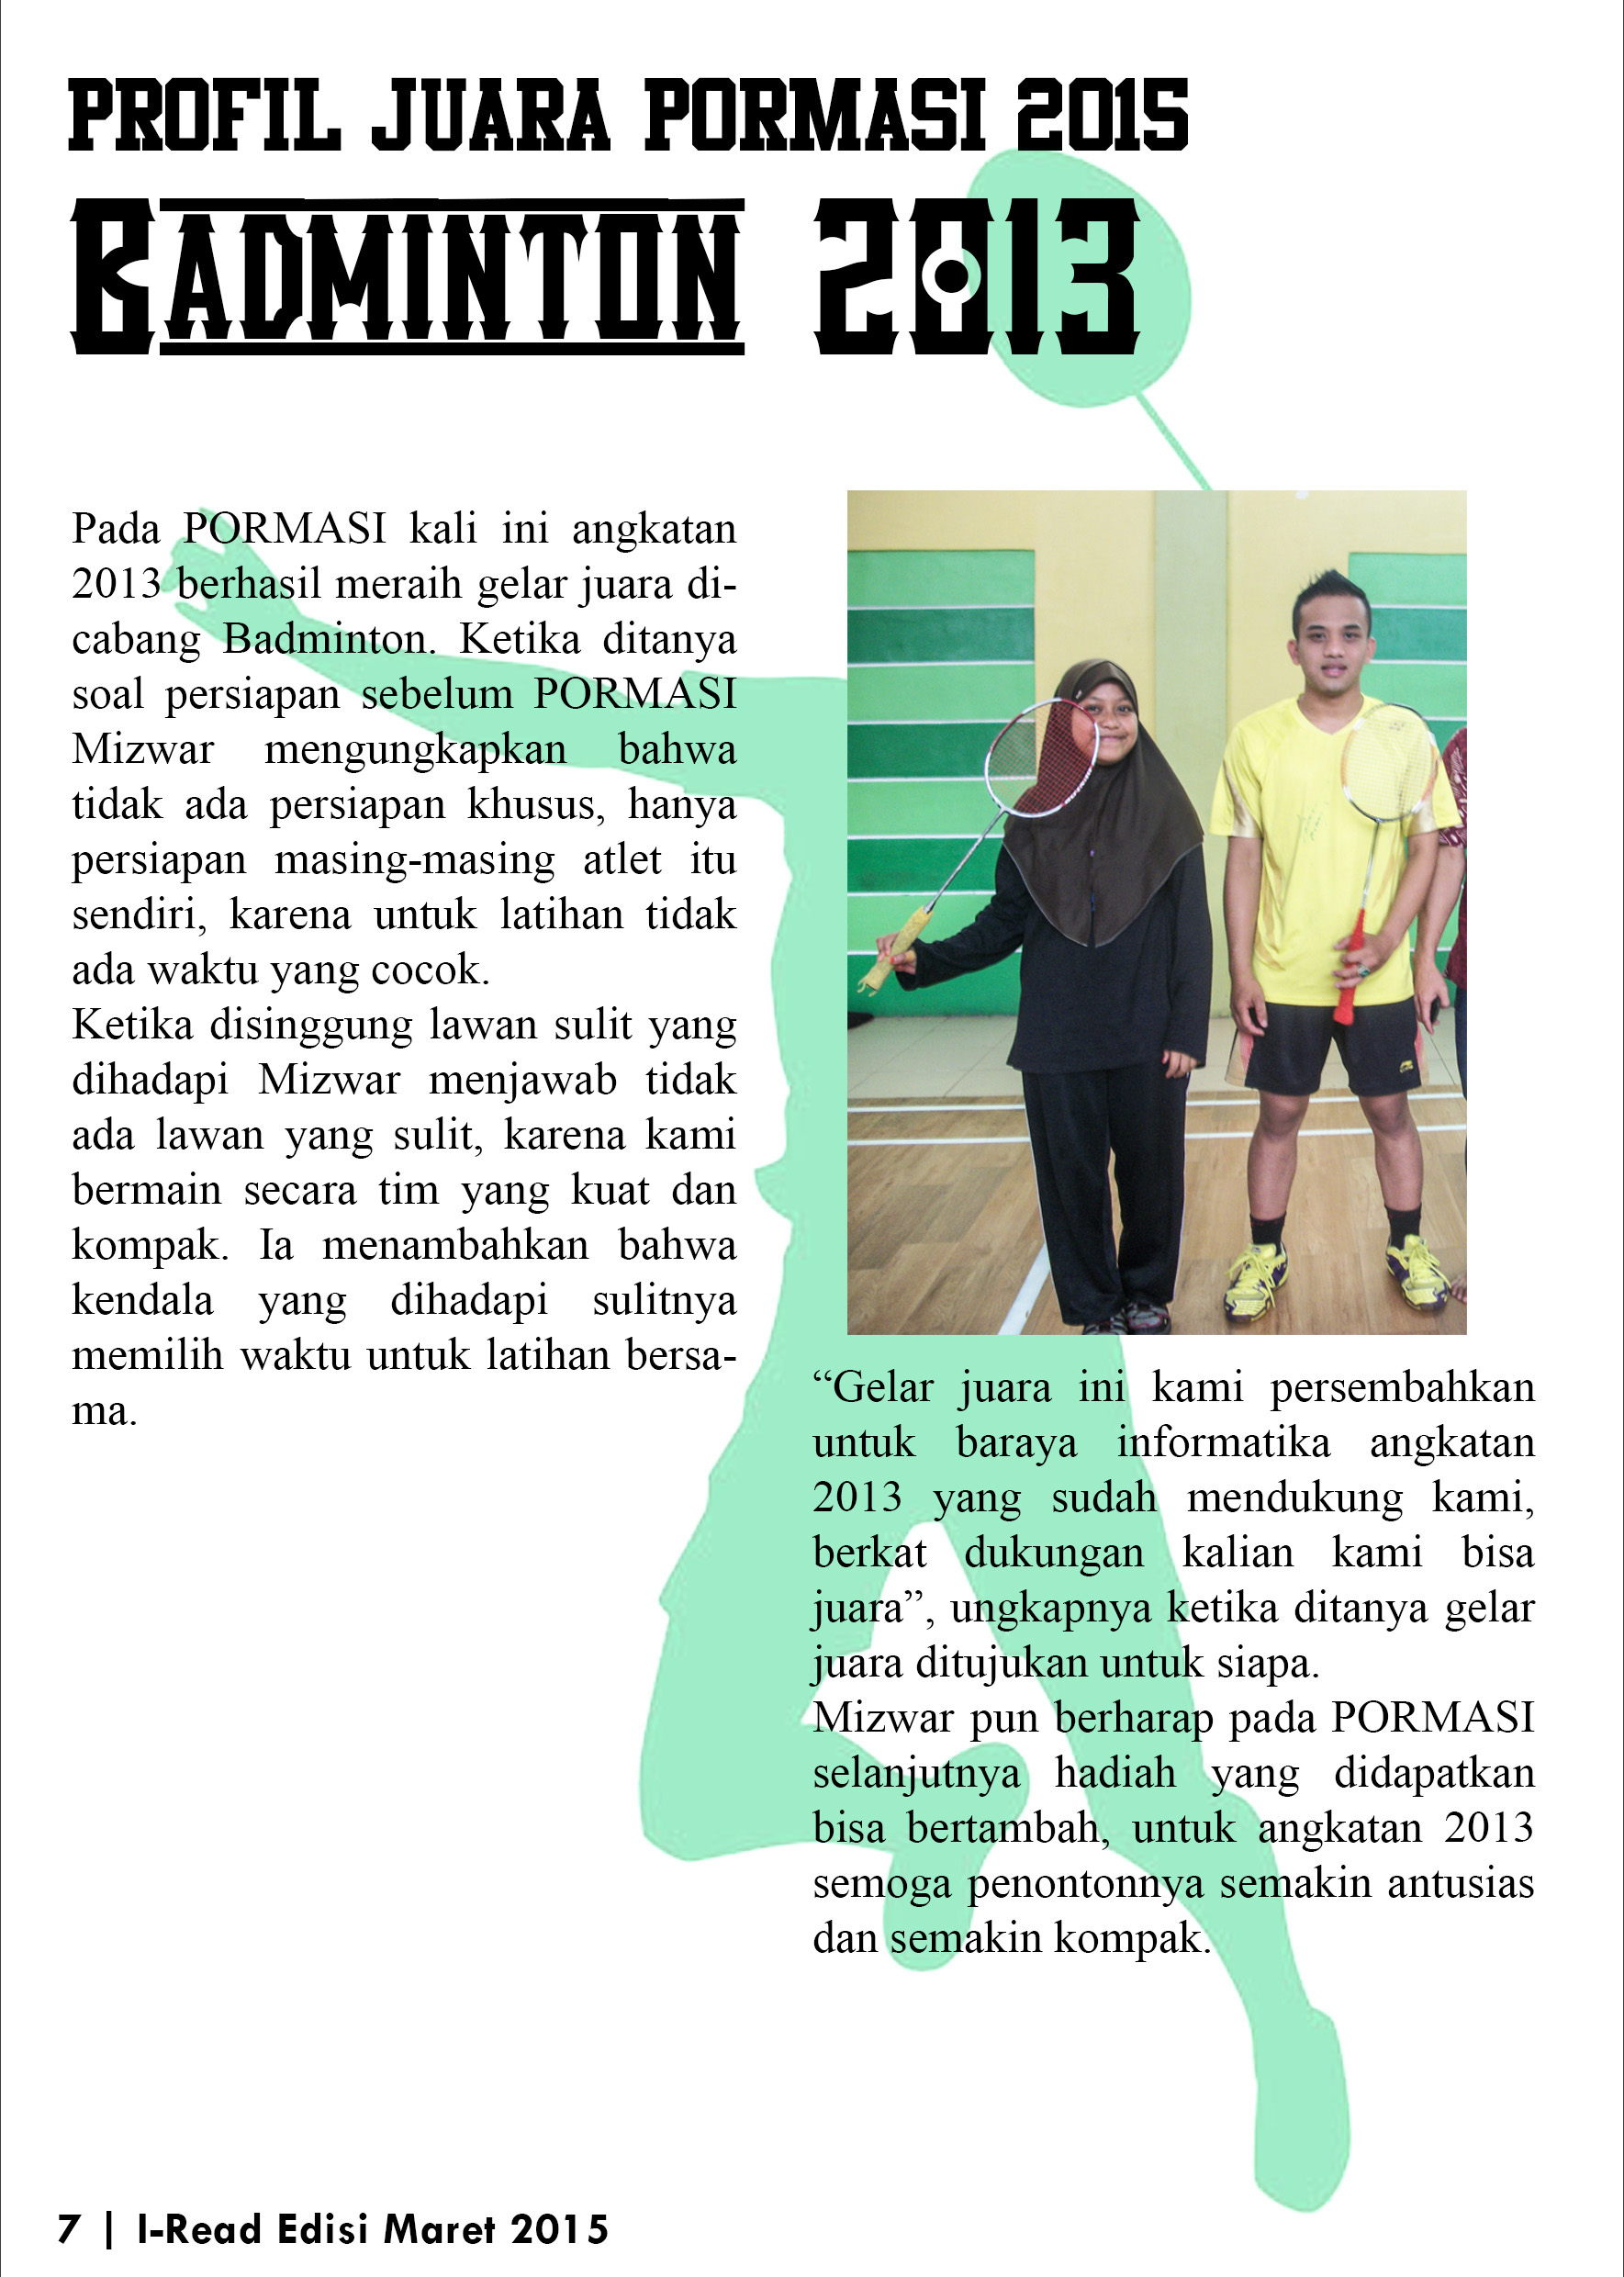 PROFIL JUARA PORMASI 2015
BADMINTON 2013
Pada PORMASI kali ini angkatan
2013 berhasil meraih gelar juara di-
cabang Badminton. Ketika ditanya
soal persiapan sebelum PORMASI
Mizwar mengungkapkan bahwa
tidak ada persiapan khusus, hanya
persiapan masing-masing atlet itu
sendiri, karena untuk latihan tidak
ada waktu yang cocok.
Ketika disinggung lawan sulit yang
dihadapi Mizwar menjawab tidak
ada lawan yang sulit, karena kami
bermain secara tim yang kuat dan
kompak. Ia menambahkan bahwa
kendala yang dihadapi sulitnya
memilih waktu untuk latihan bersa-
ma.
“Gelar juara ini kami persembahkan
untuk baraya informatika angkatan
2013 yang sudah mendukung kami,
berkat dukungan kalian kami bisa
juara”, ungkapnya ketika ditanya gelar
juara ditujukan untuk siapa.
Mizwar pun berharap pada PORMASI
selanjutnya hadiah yang didapatkan
bisa bertambah, untuk angkatan 2013
semoga penontonnya semakin antusias
dan semakin kompak.
7 | I-Read Edisi Maret 2015